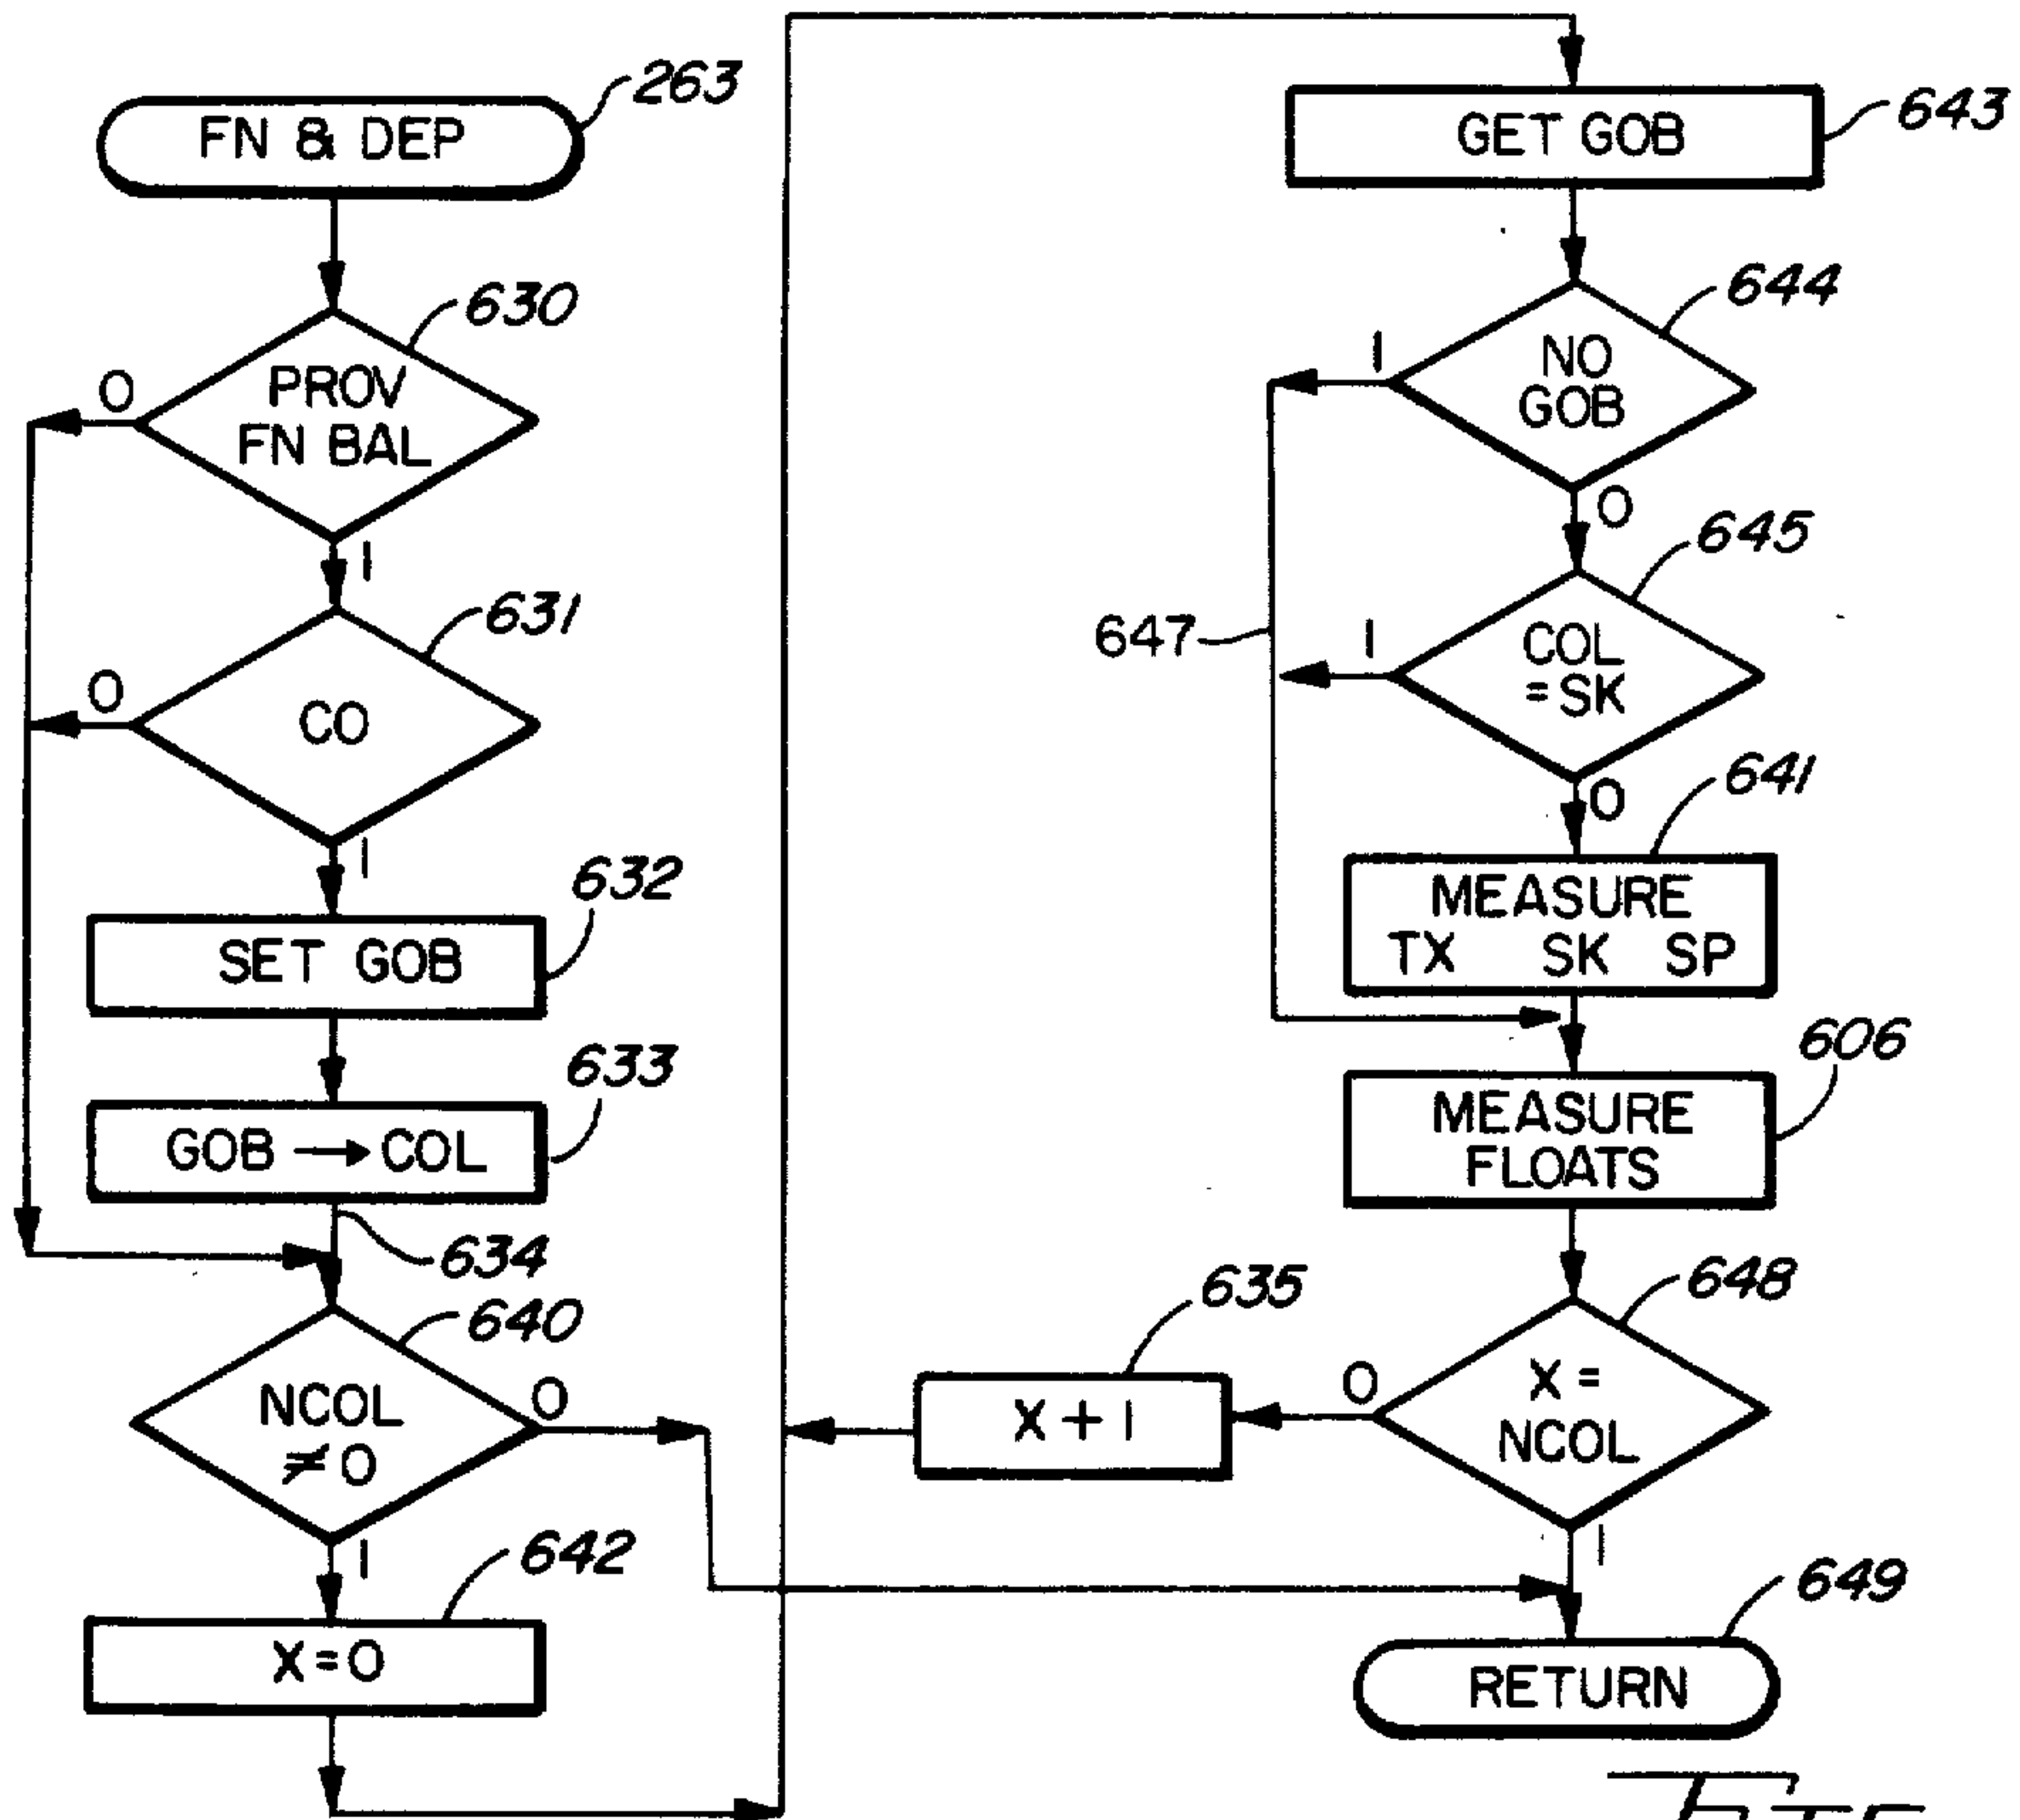 263
FN & DEP
630
PROV
FN BAL
0
1
631
CO
0
1
632
SET GOB
633
GOB → COL
634
640
NCOL
≠ 0
0
1
642
X = 0
643
GET GOB
644
NO
GOB
1
0
645
COL
= SK
1
0
647
641
MEASURE
TX SK SP
606
MEASURE
FLOATS
648
X =
NCOL
0
1
635
X + 1
649
RETURN